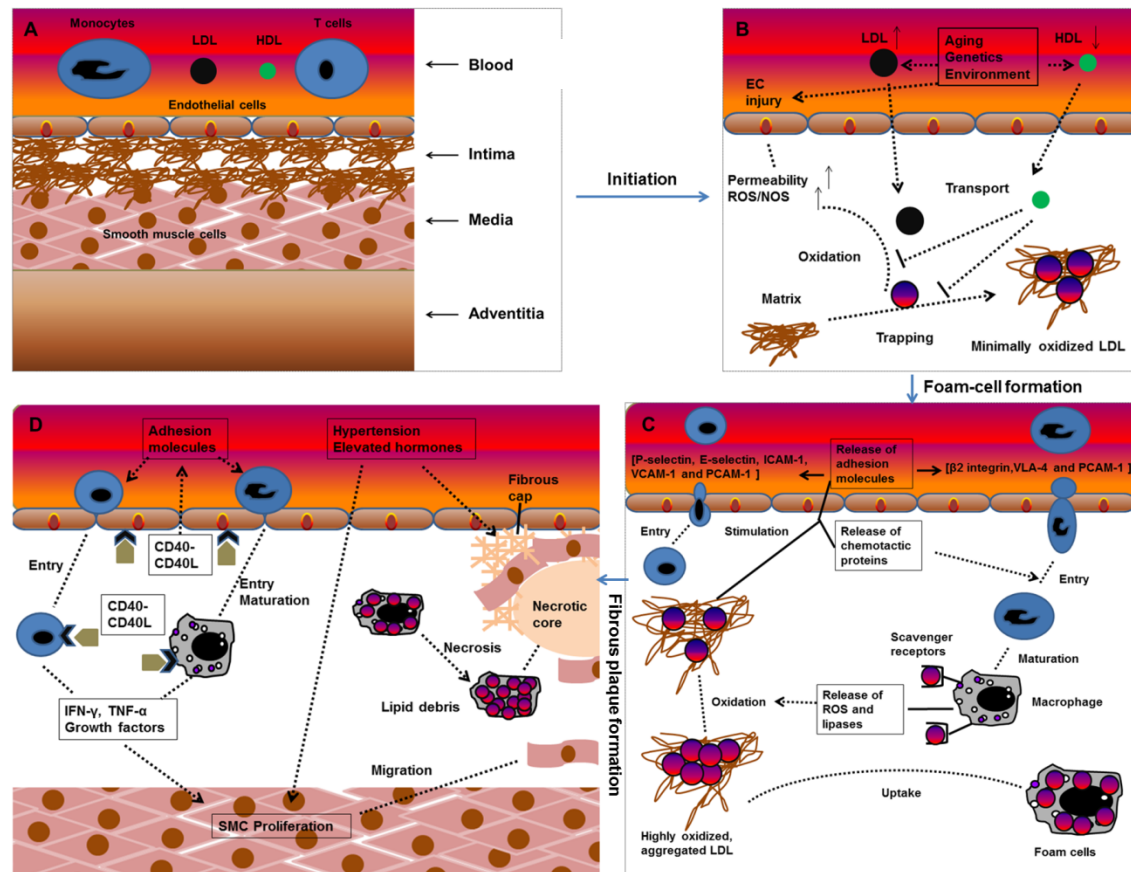 A
Monocytes
T cells
LDL
HDL
Endothelial cells
Smooth muscle cells
Blood
Intima
Media
Adventitia
Initiation
B
LDL
Aging
Genetics
Environment
HDL
EC
injury
Permeability
ROS/NOS
Transport
Oxidation
Matrix
Trapping
Minimally oxidized LDL
Foam-cell formation
C
[P-selectin, E-selectin, ICAM-1,
VCAM-1 and PCAM-1 ]
Release of
adhesion
molecules
[β2 integrin,VLA-4 and PCAM-1 ]
Entry
Stimulation
Release of
chemotactic
proteins
Entry
Scavenger
receptors
Maturation
Oxidation
Release of
ROS and
lipases
Macrophage
Uptake
Highly oxidized,
aggregated LDL
Foam cells
Fibrous plaque formation
D
Adhesion
molecules
Hypertension
Elevated hormones
Fibrous
cap
Entry
CD40-
CD40L
Entry
Maturation
CD40-
CD40L
Necrotic
core
Necrosis
Lipid debris
IFN-γ, TNF-α
Growth factors
Migration
SMC Proliferation